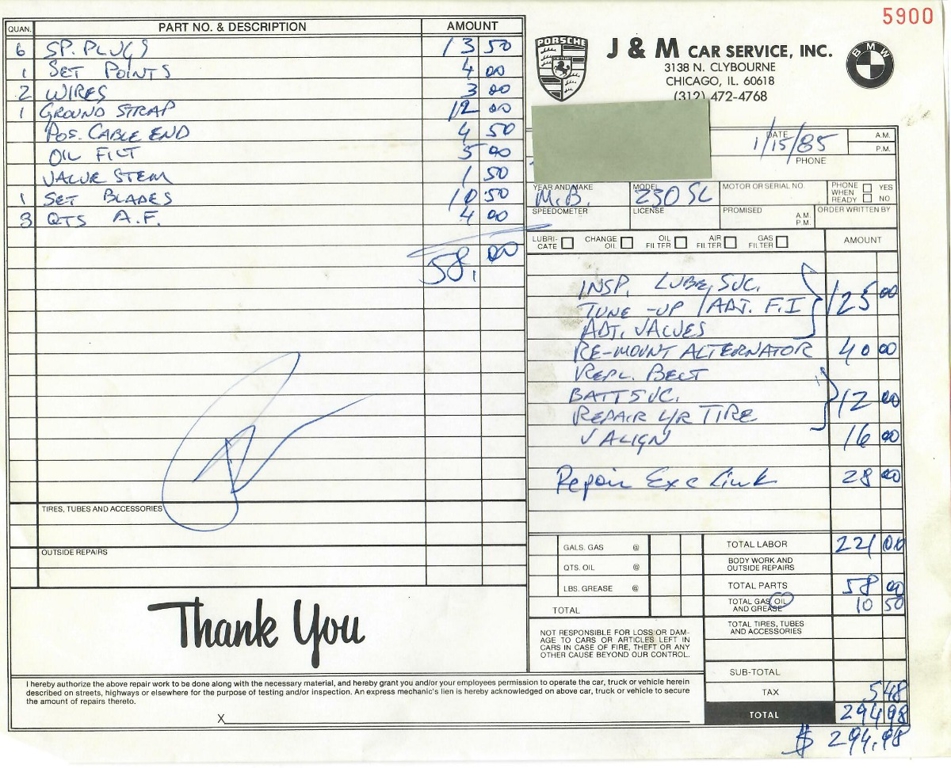 5900
QUAN. PART NO. & DESCRIPTION AMOUNT
6 SP. PLUGS 13 50
1 SET POINTS 4 00
2 WIRES 3 00
1 GROUND STRAP 12 00
POS. CABLE END 4 50
OIL FILT 5 00
VALVE STEM 1 50
1 SET BLADES 10 50
3 QTS A.F. 4 00
58. 00
TIRES, TUBES AND ACCESSORIES
OUTSIDE REPAIRS
Thank You
PORSCHE
J & M CAR SERVICE, INC.
3138 N. CLYBOURNE
CHICAGO, IL. 60618
(312) 472-4768
BMW
DATE 1/15/85 A.M.
P.M.
PHONE
YEAR AND MAKE M.B. MODEL 250 SL MOTOR OR SERIAL NO. PHONE WHEN READY YES NO
SPEEDOMETER LICENSE PROMISED A.M. P.M. ORDER WRITTEN BY
LUBRI-CATE CHANGE OIL OIL FILTER AIR FILTER GAS FILTER AMOUNT
INSP. LUBE, SVC.
TUNE-UP / ADJ. F.I 125 00
ADJ. VALVES
RE-MOUNT ALTERNATOR 40 00
REPL. BELT
BATT SVC. 12 00
REPAIR L/R TIRE
√ ALIGN 16 00
Repair Exc Link 28 00
GALS. GAS @ TOTAL LABOR 221 00
QTS. OIL @ BODY WORK AND OUTSIDE REPAIRS
LBS. GREASE @ TOTAL PARTS 58 00
TOTAL TOTAL GAS, OIL AND GREASE 10 50
TOTAL TIRES, TUBES AND ACCESSORIES
NOT RESPONSIBLE FOR LOSS OR DAM-
AGE TO CARS OR ARTICLES LEFT IN
CARS IN CASE OF FIRE, THEFT OR ANY
OTHER CAUSE BEYOND OUR CONTROL.
SUB-TOTAL
TAX 5 48
TOTAL 294 98
$ 294.98
I hereby authorize the above repair work to be done along with the necessary material, and hereby grant you and/or your employees permission to operate the car, truck or vehicle herein
described on streets, highways or elsewhere for the purpose of testing and/or inspection. An express mechanic's lien is hereby acknowledged on above car, truck or vehicle to secure
the amount of repairs thereto.
X